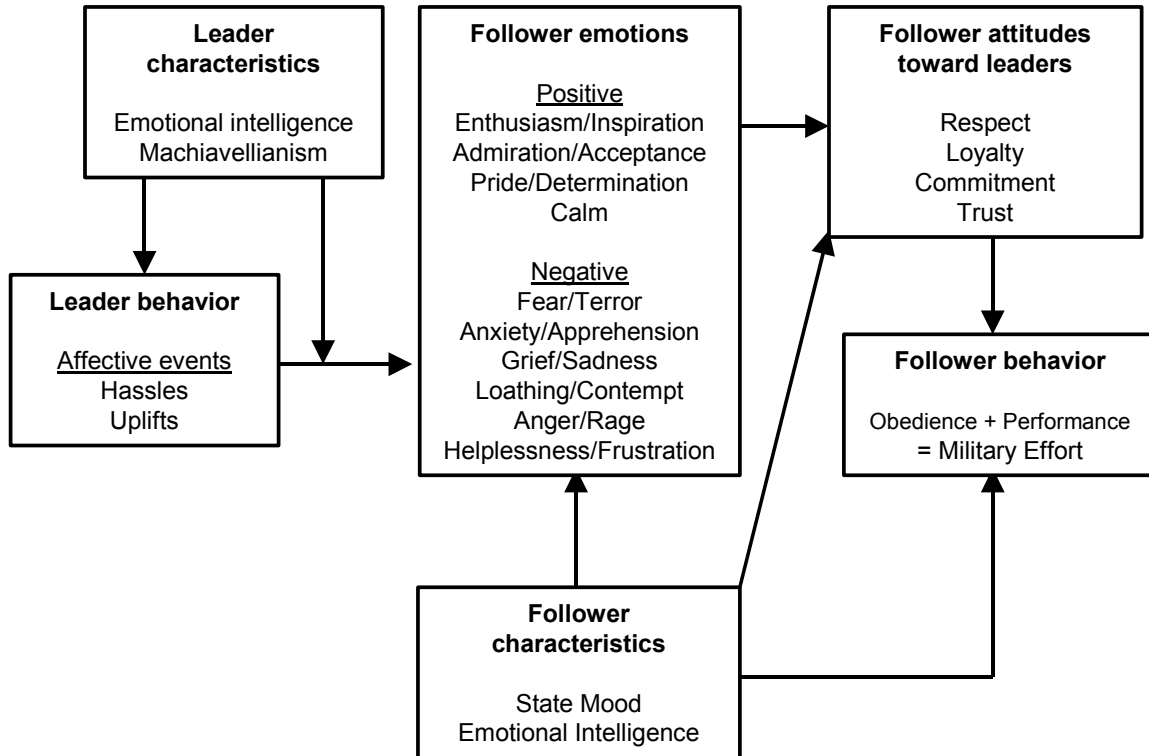 Leader
characteristics
Emotional intelligence
Machiavellianism
Leader behavior
Affective events
Hassles
Uplifts
Follower emotions
Positive
Enthusiasm/Inspiration
Admiration/Acceptance
Pride/Determination
Calm
Negative
Fear/Terror
Anxiety/Apprehension
Grief/Sadness
Loathing/Contempt
Anger/Rage
Helplessness/Frustration
Follower attitudes
toward leaders
Respect
Loyalty
Commitment
Trust
Follower behavior
Obedience + Performance
= Military Effort
Follower
characteristics
State Mood
Emotional Intelligence